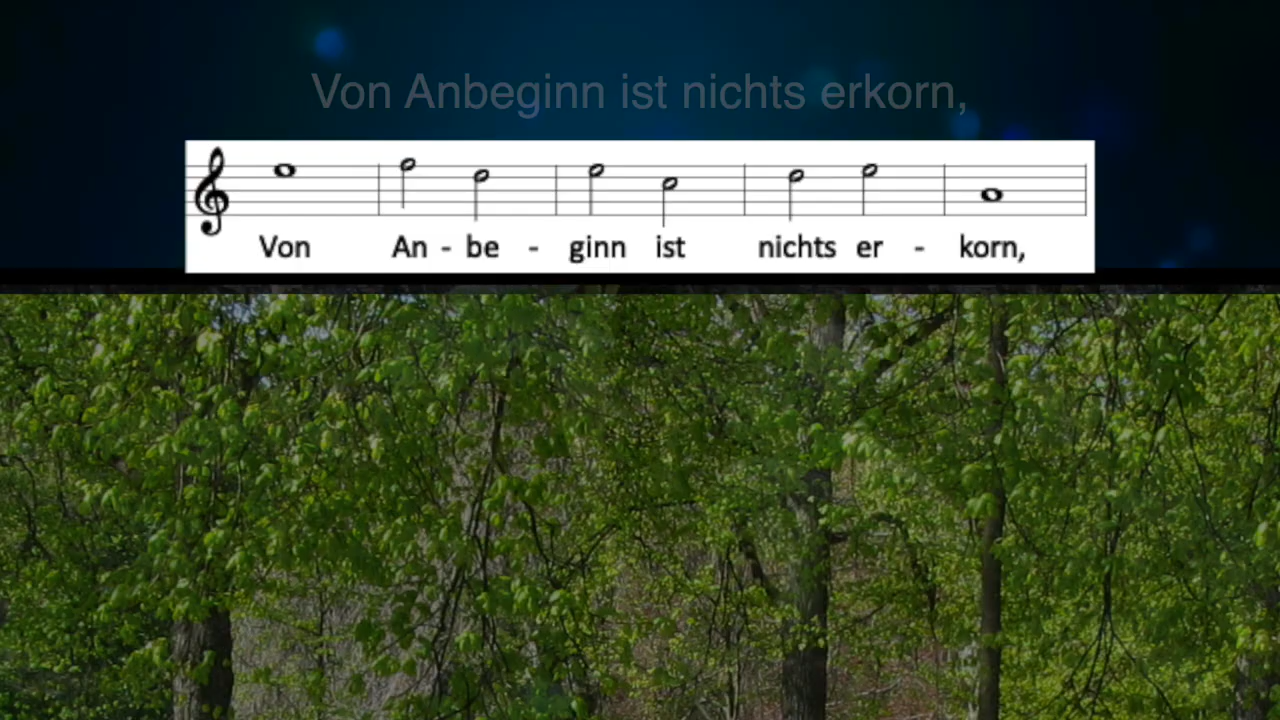 Von Anbeginn ist nichts erkorn,
Von An - be - ginn ist nichts er - korn,